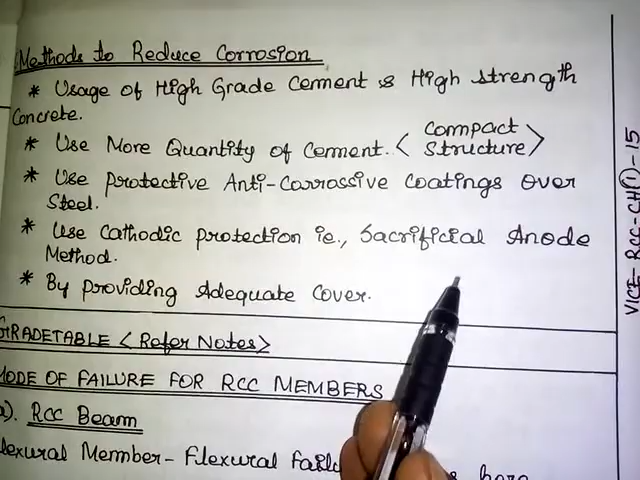 Methods to Reduce Corrosion
* Usage of High Grade Cement & High strength
Concrete.
* Use More Quantity of Cement. < Compact Structure >
* Use protective Anti-Carrossive Coatings Over
Steel.
* Use Cathodic protection ie., Sacrificial Anode
Method.
* By providing Adequate Cover.
GRADETABLE < Refer Notes >
MODE OF FAILURE FOR RCC MEMBERS
a). RCC Beam
Flexural Member - Flexural
here
VICE-RCC-CH(1)-15